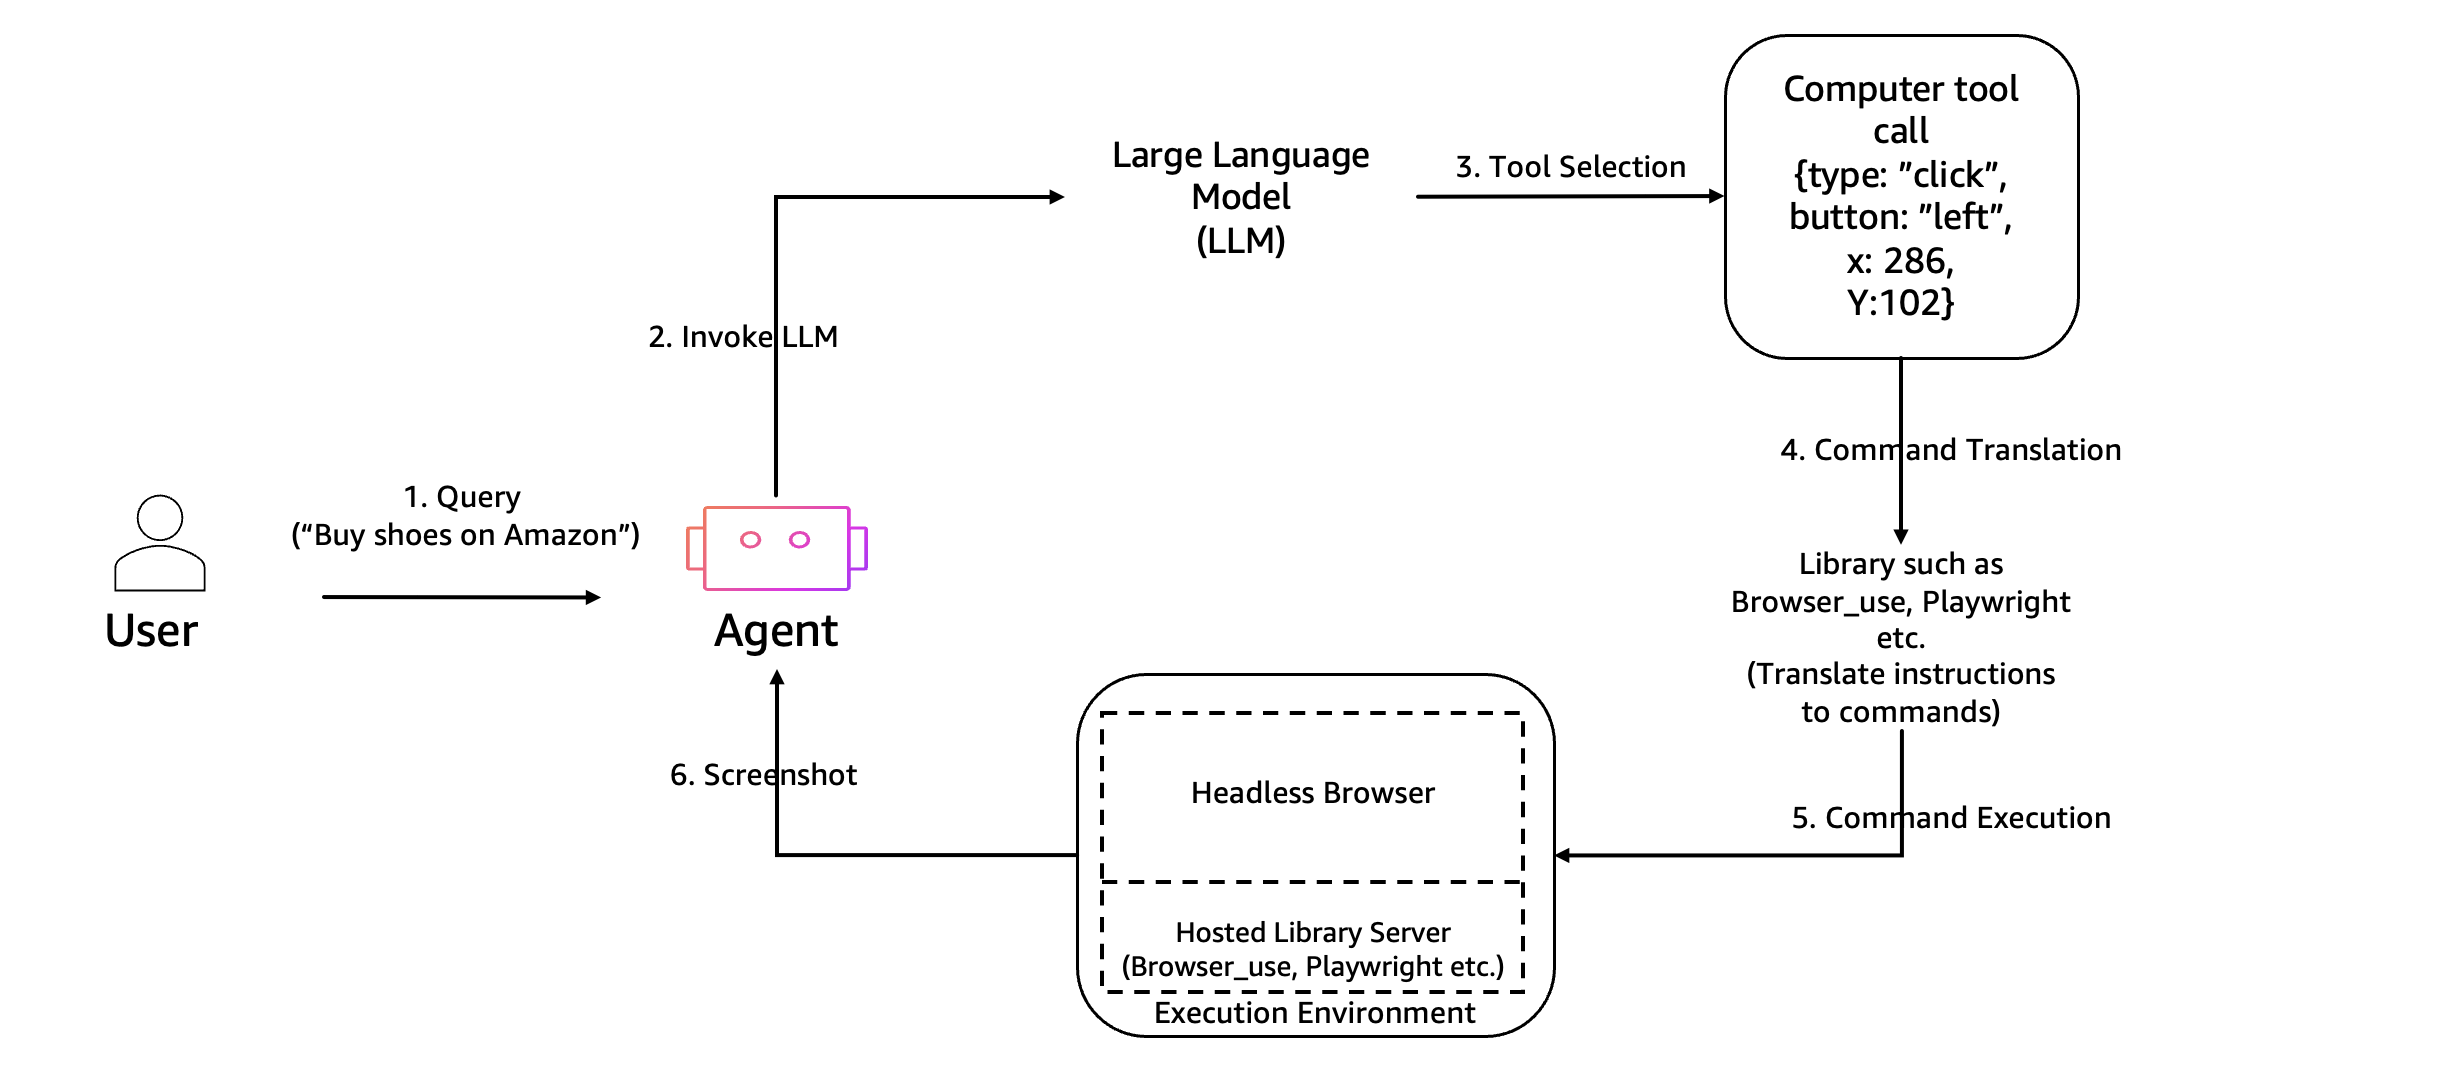 1. Query
(“Buy shoes on Amazon”)
User
Agent
2. Invoke LLM
Large Language
Model
(LLM)
3. Tool Selection
Computer tool
call
{type: ”click”,
button: ”left”,
x: 286,
Y:102}
4. Command Translation
Library such as
Browser_use, Playwright
etc.
(Translate instructions
to commands)
5. Command Execution
Headless Browser
Hosted Library Server
(Browser_use, Playwright etc.)
Execution Environment
6. Screenshot